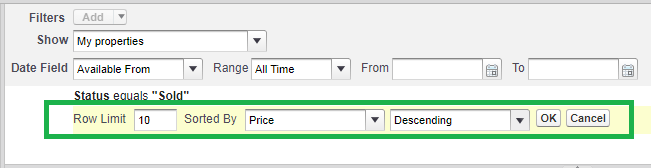 Filters Add
Show My properties
Date Field Available From Range All Time From To
Status equals "Sold"
Row Limit 10 Sorted By Price Descending OK Cancel